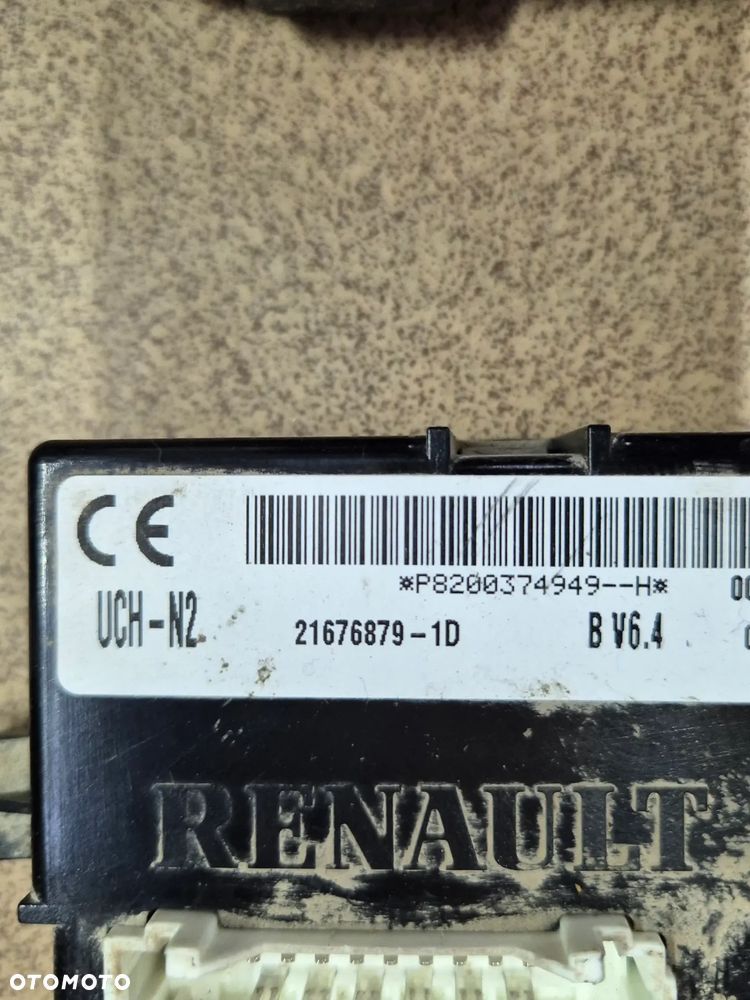 CE
*P8200374949--H*
UCH-N2 21676879-1D B V6.4
RENAULT
OTOMOTO